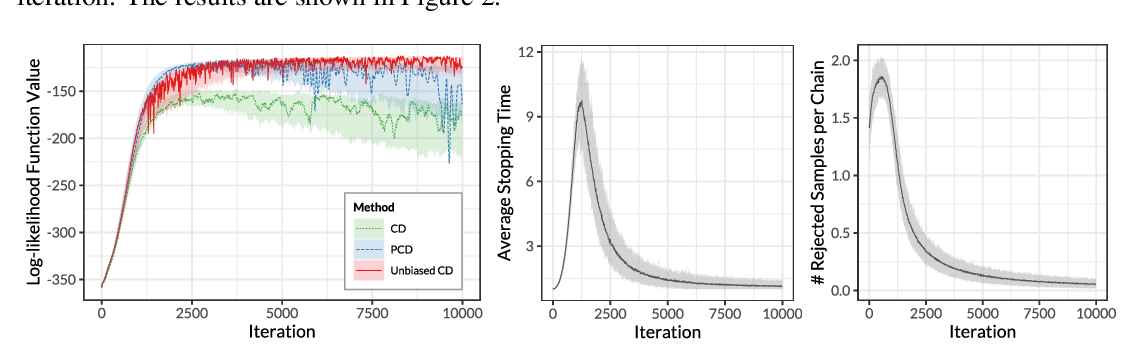 iteration. The results are shown in Figure 2.
Log-likelihood Function Value
-150
-200
-250
-300
-350
0
2500
5000
7500
10000
Iteration
Method
CD
PCD
Unbiased CD
Average Stopping Time
12
9
6
3
0
2500
5000
7500
10000
Iteration
# Rejected Samples per Chain
2.0
1.5
1.0
0.5
0.0
0
2500
5000
7500
10000
Iteration